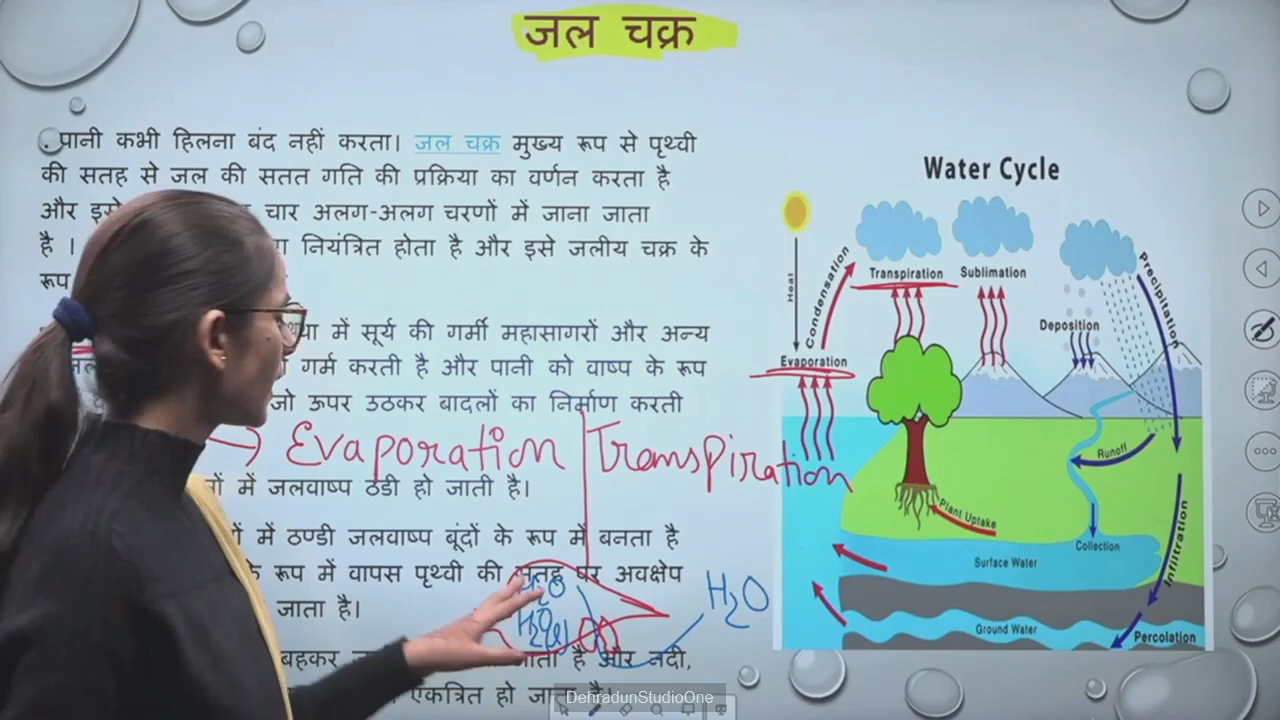 जल चक्र
पानी कभी हिलना बंद नहीं करता। जल चक्र मुख्य रूप से पृथ्वी
की सतह से जल की सतत गति की प्रक्रिया का वर्णन करता है
और चार अलग-अलग चरणों में जाना जाता
है । नियंत्रित होता है और इसे जलीय चक्र के
रूप
में सूर्य की गर्मी महासागरों और अन्य
गर्म करती है और पानी को वाष्प के रूप
जो ऊपर उठकर बादलों का निर्माण करती
→ Evaporation | Transpiration
में जलवाष्प ठंडी हो जाती है।
में ठण्डी जलवाष्प बूंदों के रूप में बनता है
रूप में वापस पृथ्वी की सतह पर अवक्षेप
जाता है।
H₂O
H₂O
H₂O
बहकर जाता है और नदी,
एकत्रित हो जाता है।
Water Cycle
Heat
Condensation
Transpiration
Sublimation
Precipitation
Deposition
Evaporation
Runoff
Plant Uptake
Collection
Surface Water
Infiltration
Ground Water
Percolation
DehradunStudioOne